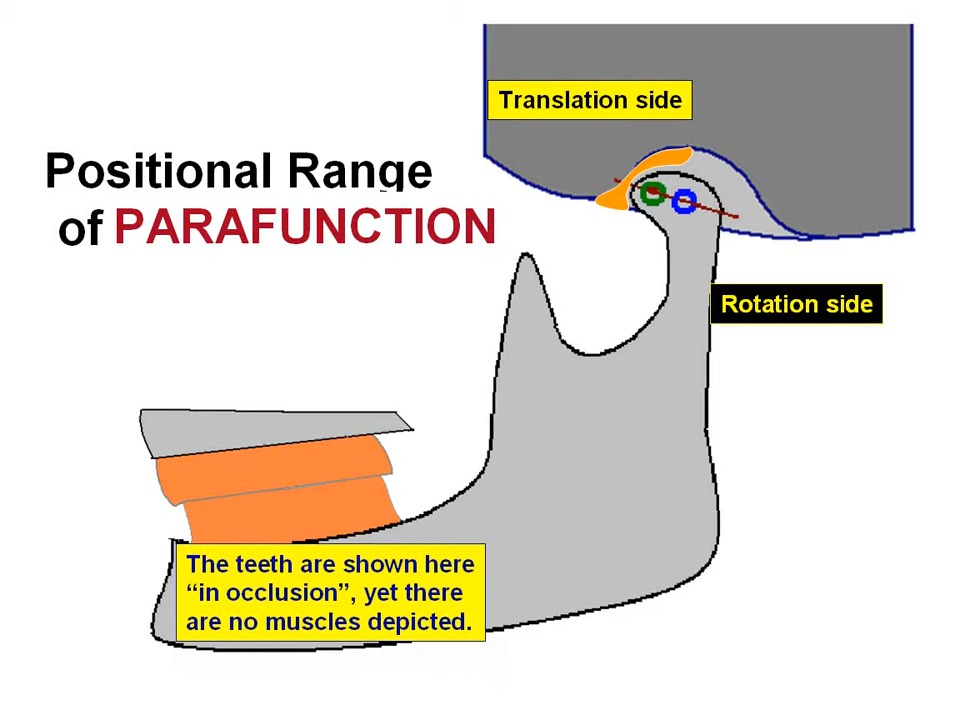 Translation side
Positional Range
of PARAFUNCTION
Rotation side
The teeth are shown here
“in occlusion”, yet there
are no muscles depicted.